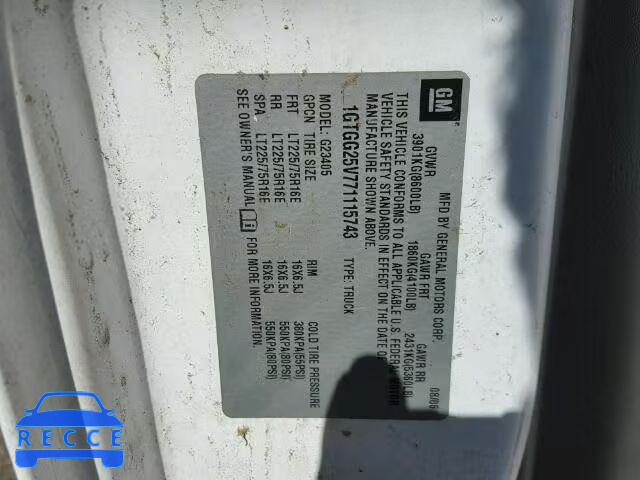 GM
MFD BY GENERAL MOTORS CORP. 08/06
GVWR GAWR FRT GAWR RR
3901KG(8600LB) 1860KG(4100LB) 2431KG(5360LB)
THIS VEHICLE CONFORMS TO ALL APPLICABLE U.S. FEDERAL MOTOR
VEHICLE SAFETY STANDARDS IN EFFECT ON THE DATE OF
MANUFACTURE SHOWN ABOVE.
1GTGG25V771115743 TYPE: TRUCK
MODEL: G23405
GPCN TIRE SIZE RIM COLD TIRE PRESSURE
FRT LT225/75R16E 16X6.5J 380KPA(55PSI)
RR LT225/75R16E 16X6.5J 550KPA(80PSI)
SPA LT225/75R16E 16X6.5J 550KPA(80PSI)
SEE OWNER'S MANUAL FOR MORE INFORMATION.
RECCE